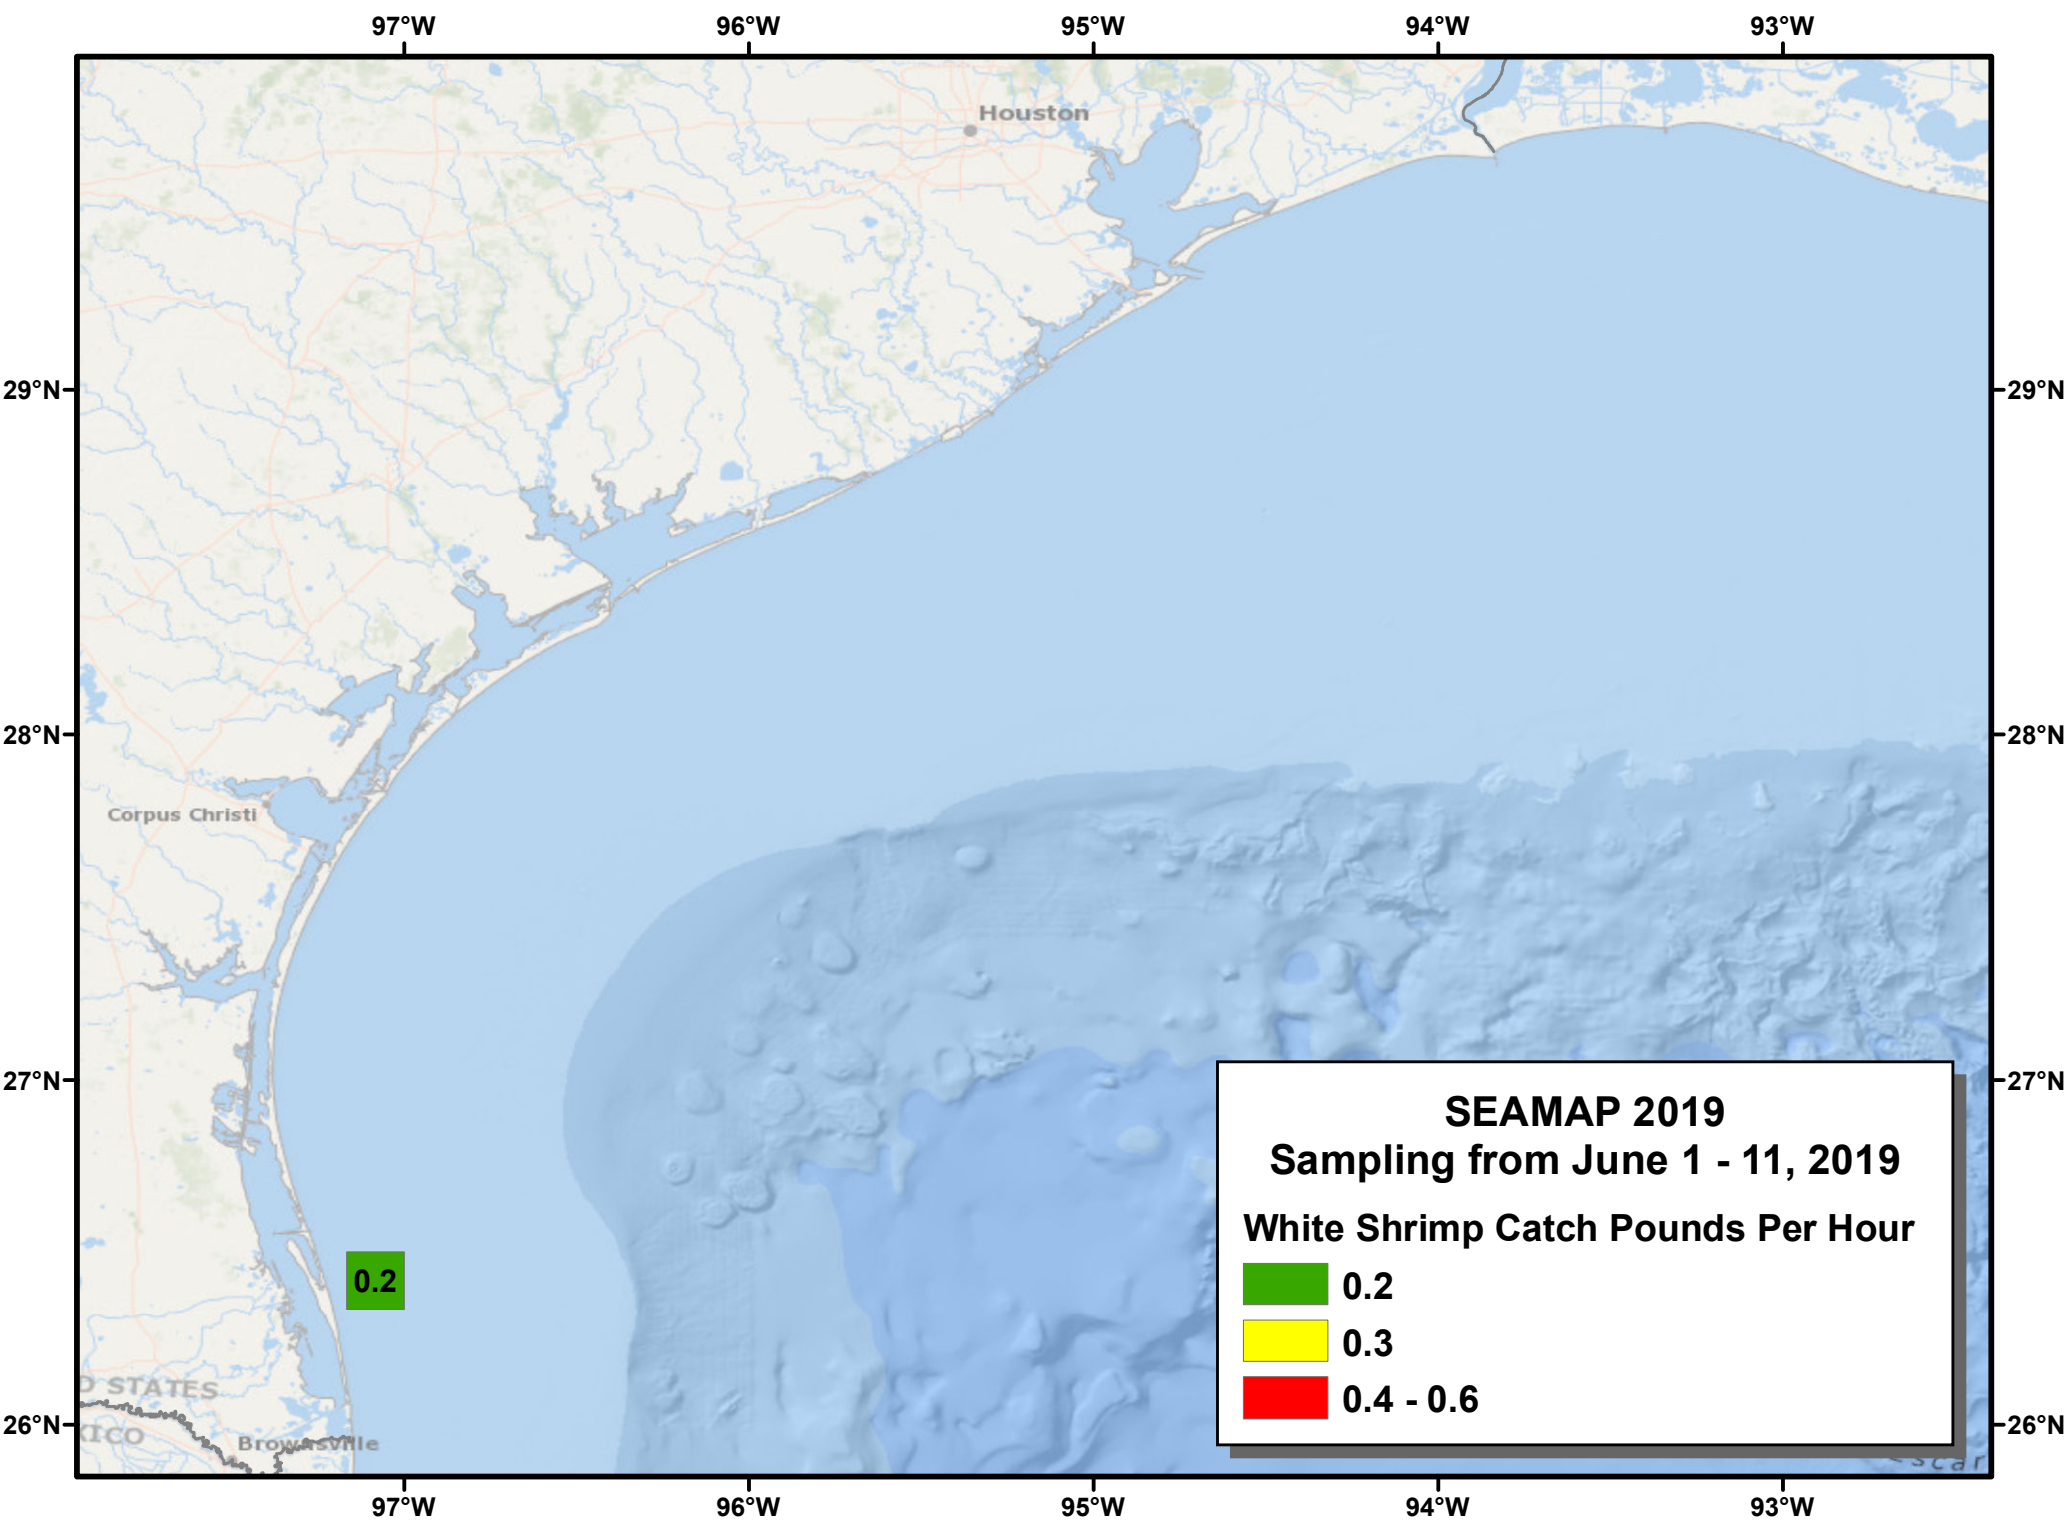 97°W 96°W 95°W 94°W 93°W
Houston
29°N 29°N
28°N 28°N
Corpus Christi
27°N 27°N
SEAMAP 2019
Sampling from June 1 - 11, 2019
White Shrimp Catch Pounds Per Hour
0.2
0.2
0.3
0.4 - 0.6
D STATES
XICO
Brownsville
26°N 26°N
scar
97°W 96°W 95°W 94°W 93°W